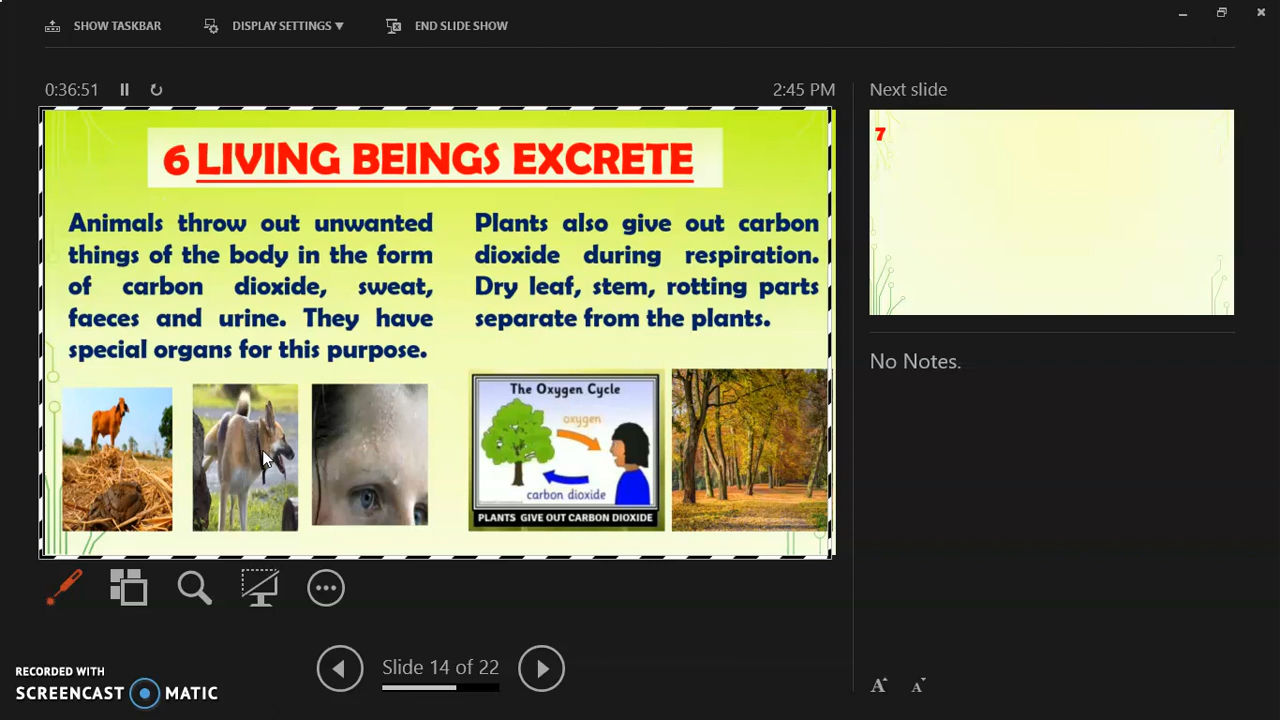 SHOW TASKBAR
DISPLAY SETTINGS ▼
END SLIDE SHOW
0:36:51
2:45 PM
Next slide
6 LIVING BEINGS EXCRETE
Animals throw out unwanted
things of the body in the form
of carbon dioxide, sweat,
faeces and urine. They have
special organs for this purpose.
Plants also give out carbon
dioxide during respiration.
Dry leaf, stem, rotting parts
separate from the plants.
The Oxygen Cycle
oxygen
carbon dioxide
PLANTS GIVE OUT CARBON DIOXIDE
7
No Notes.
Slide 14 of 22
RECORDED WITH
SCREENCAST MATIC
A A